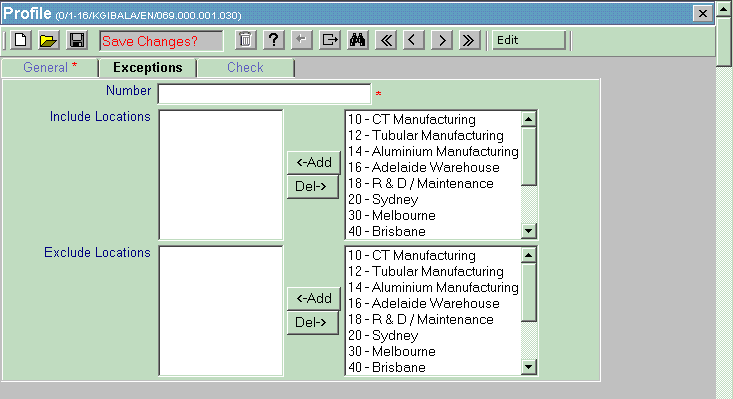 Profile (0/1-16/KGIBALA/EN/069.000.001.030)
Save Changes? Edit
General * Exceptions Check
Number *
Include Locations
<-Add
Del->
10 - CT Manufacturing
12 - Tubular Manufacturing
14 - Aluminium Manufacturing
16 - Adelaide Warehouse
18 - R & D / Maintenance
20 - Sydney
30 - Melbourne
40 - Brisbane
Exclude Locations
<-Add
Del->
10 - CT Manufacturing
12 - Tubular Manufacturing
14 - Aluminium Manufacturing
16 - Adelaide Warehouse
18 - R & D / Maintenance
20 - Sydney
30 - Melbourne
40 - Brisbane